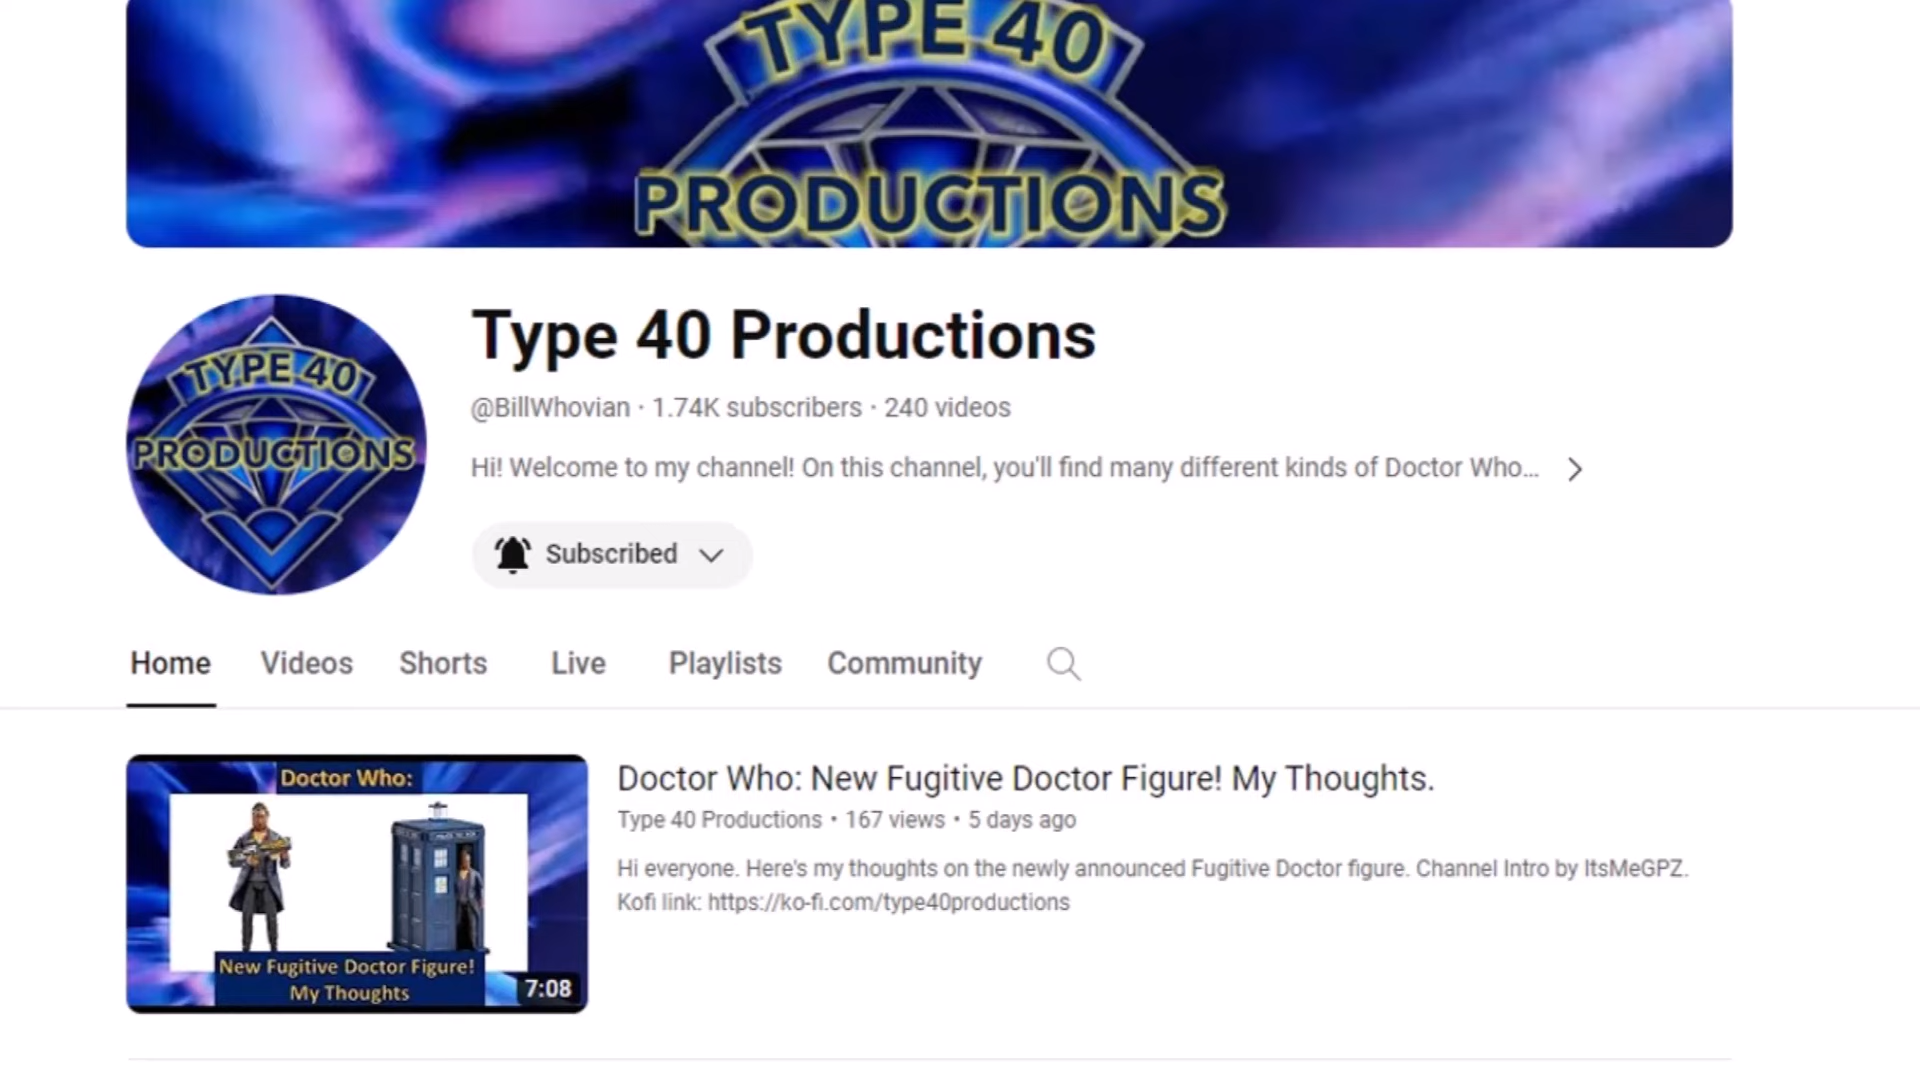 TYPE 40
PRODUCTIONS
TYPE 40
PRODUCTIONS
Type 40 Productions
@BillWhovian · 1.74K subscribers · 240 videos
Hi! Welcome to my channel! On this channel, you'll find many different kinds of Doctor Who...
Subscribed
Home Videos Shorts Live Playlists Community
Doctor Who:
New Fugitive Doctor Figure!
My Thoughts
7:08
Doctor Who: New Fugitive Doctor Figure! My Thoughts.
Type 40 Productions • 167 views • 5 days ago
Hi everyone. Here's my thoughts on the newly announced Fugitive Doctor figure. Channel Intro by ItsMeGPZ.
Kofi link: https://ko-fi.com/type40productions